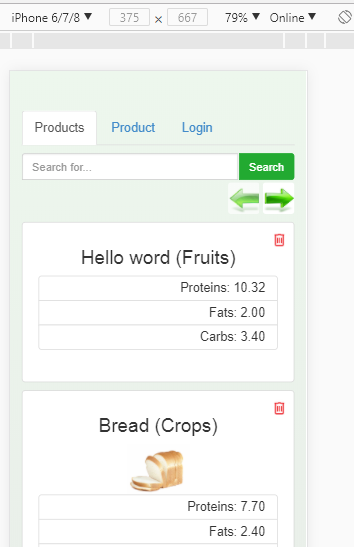 iPhone 6/7/8 ▼ 375 × 667 79% ▼ Online ▼
Products Product Login
Search for... Search
Hello word (Fruits)
Proteins: 10.32
Fats: 2.00
Carbs: 3.40
Bread (Crops)
Proteins: 7.70
Fats: 2.40